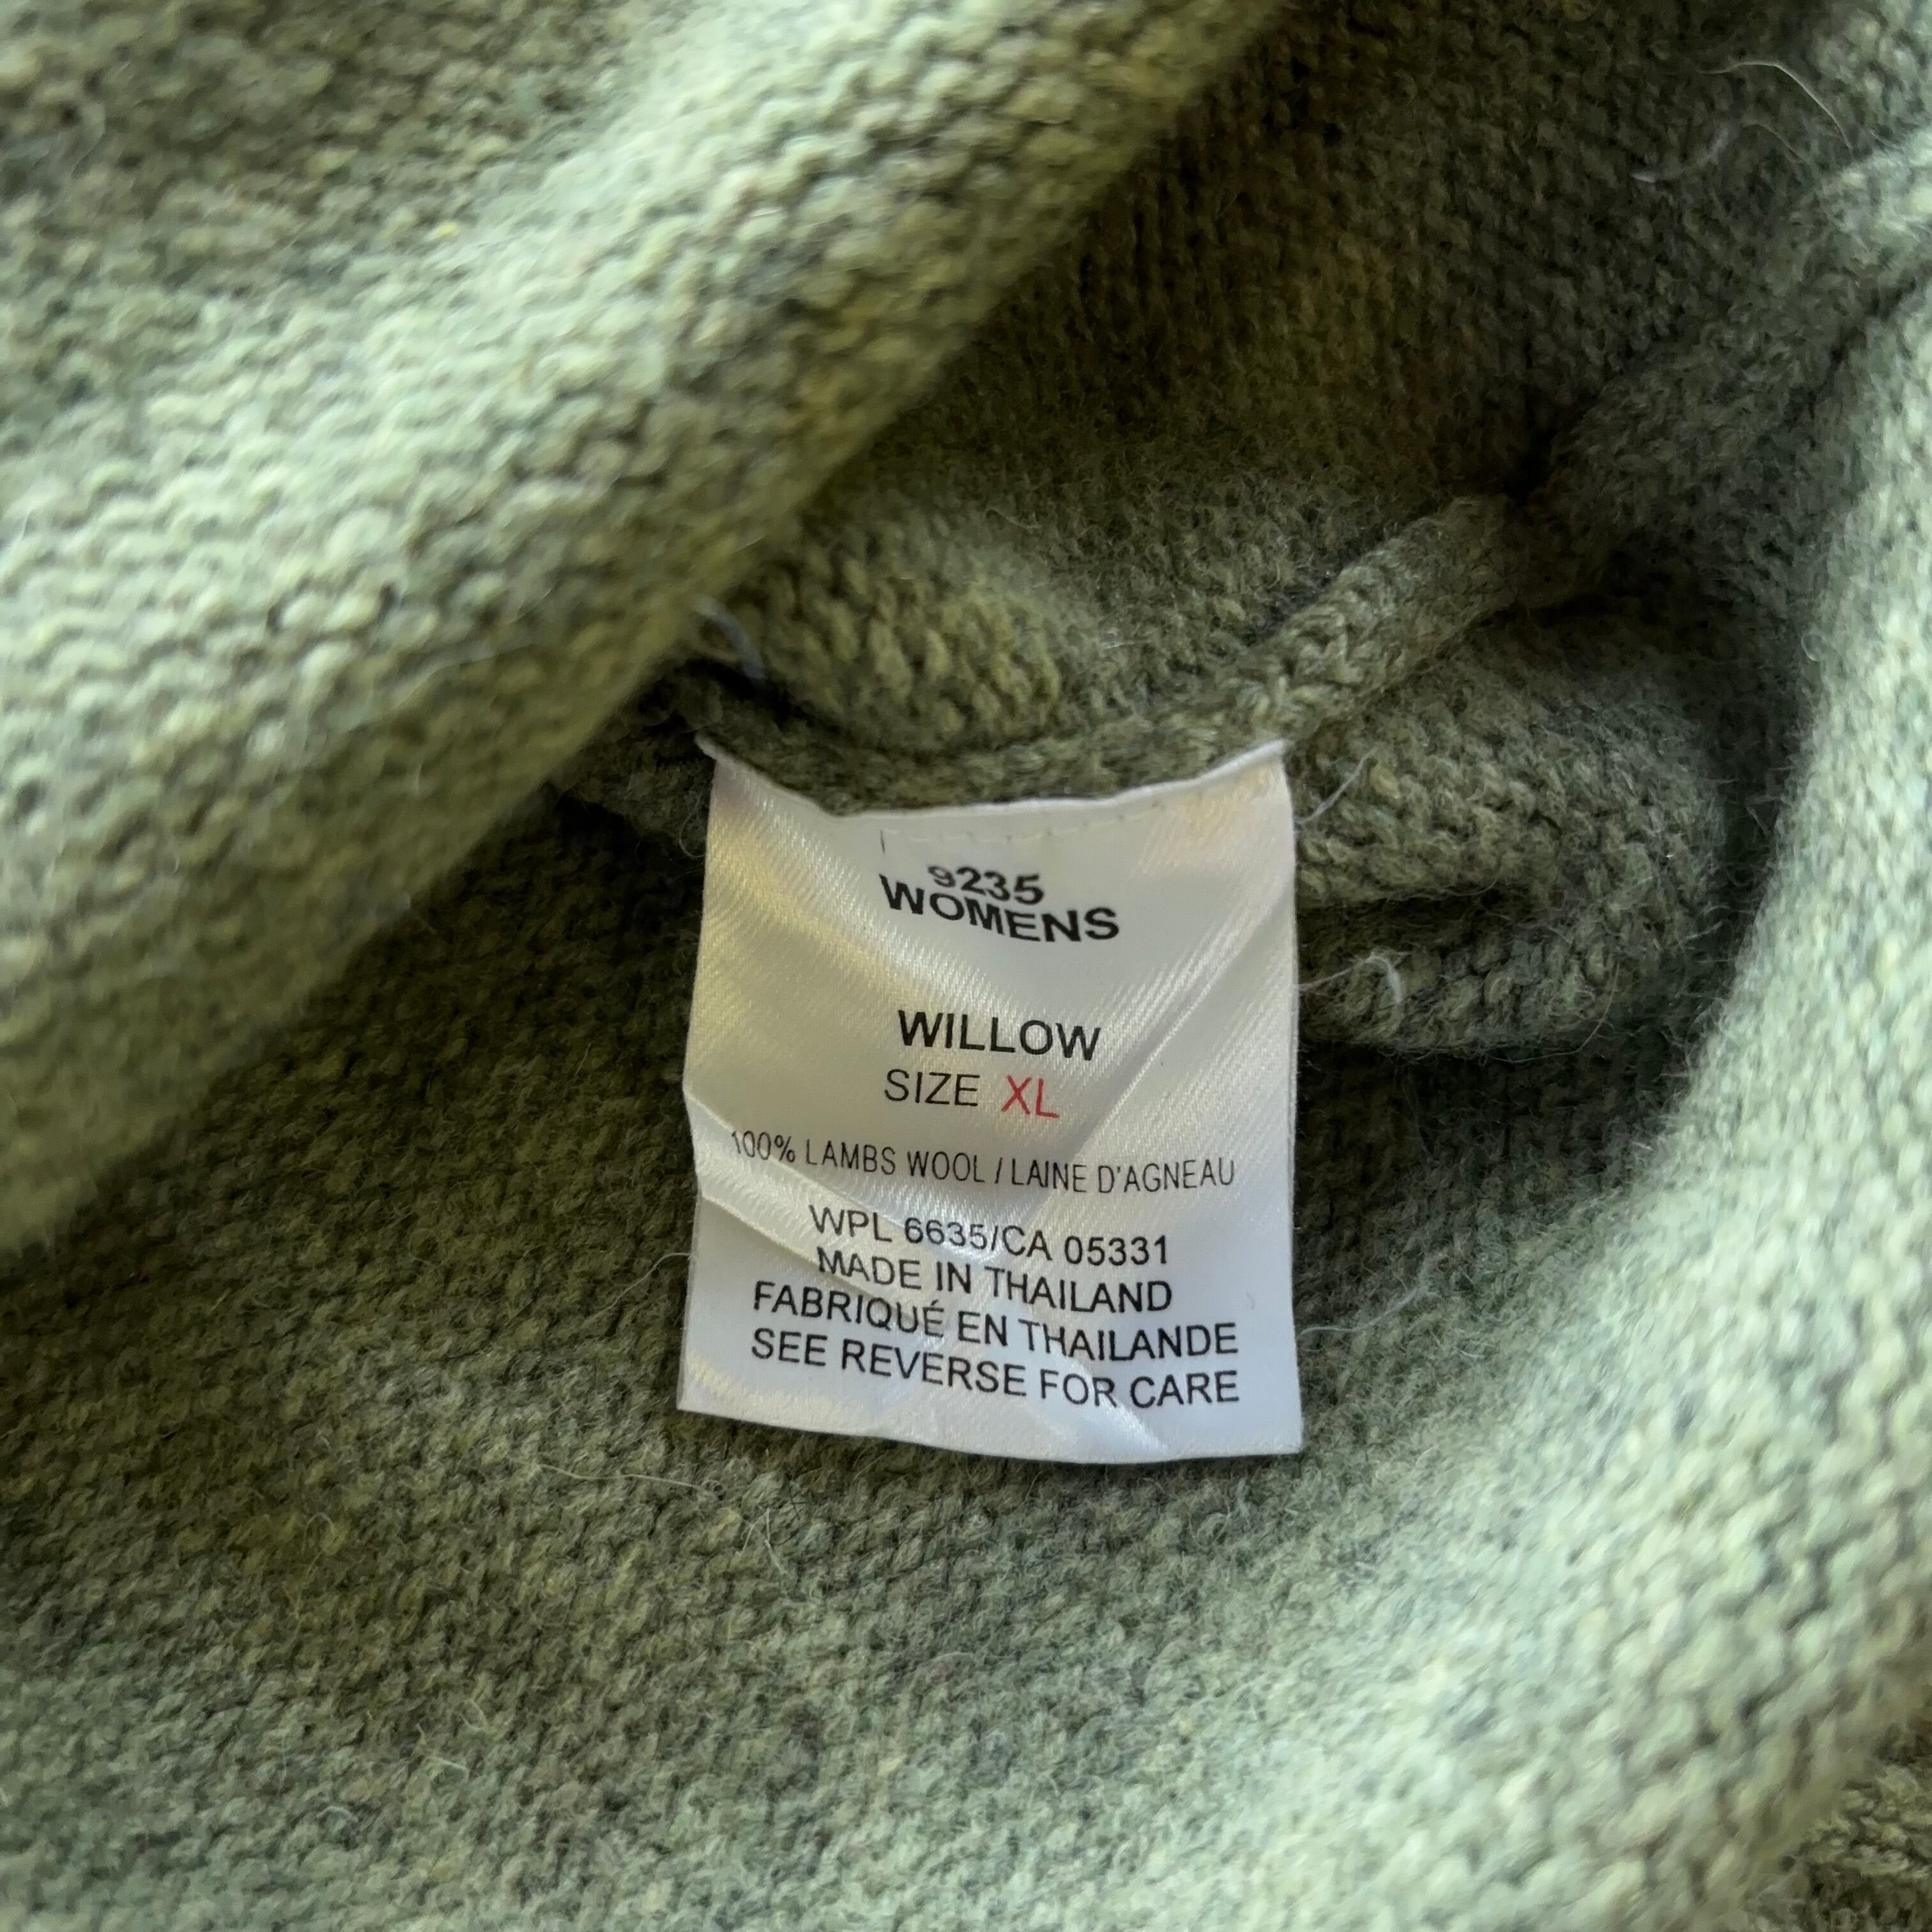 9235
WOMENS
WILLOW
SIZE XL
100% LAMBS WOOL / LAINE D'AGNEAU
WPL 6635/CA 05331
MADE IN THAILAND
FABRIQUÉ EN THAILANDE
SEE REVERSE FOR CARE